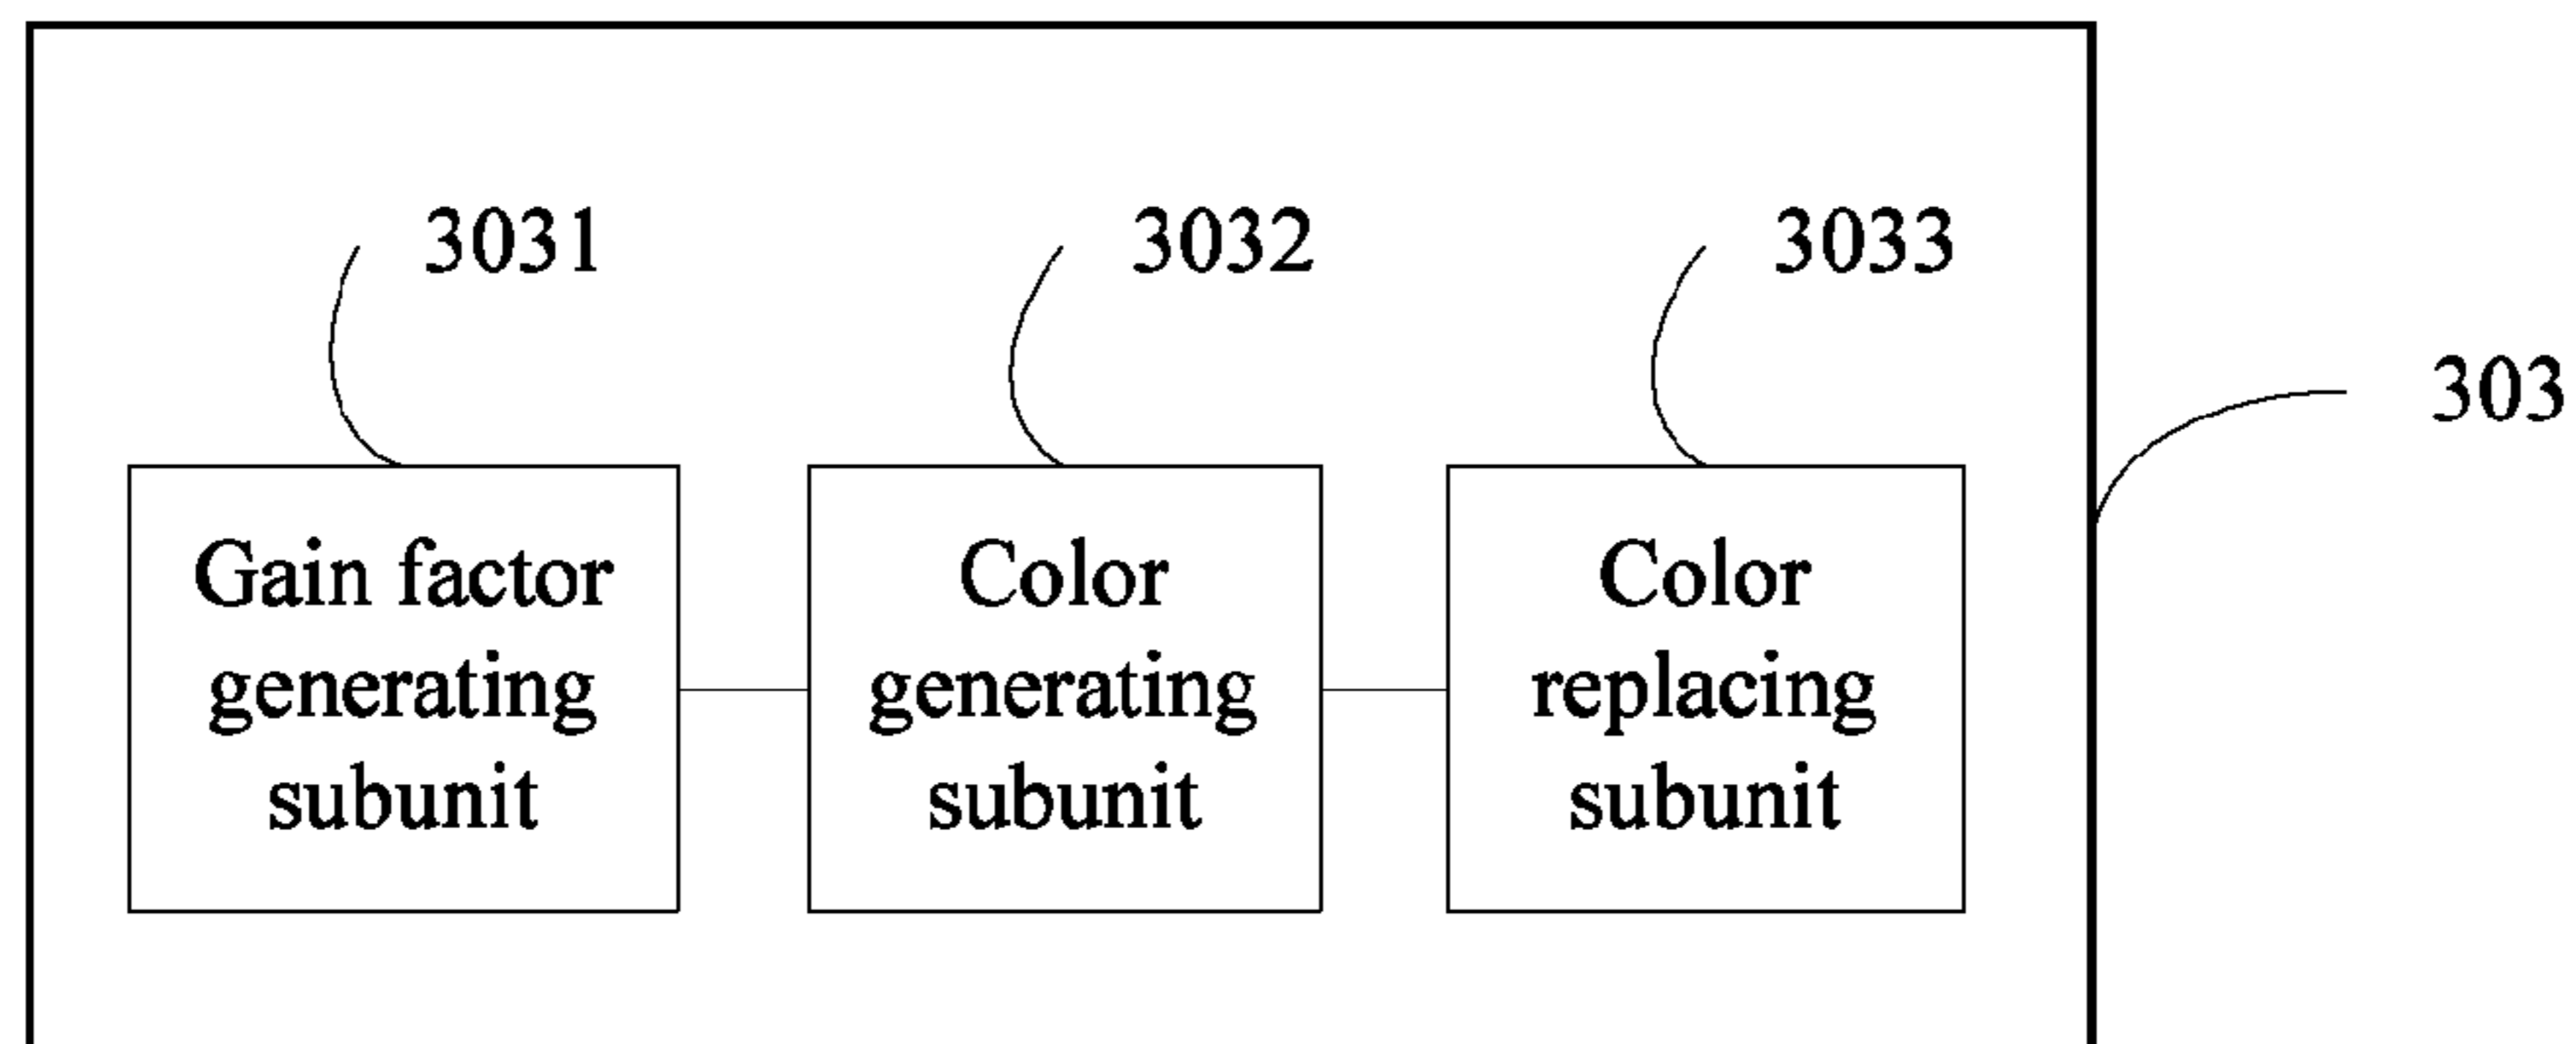 3031
3032
3033
303
Gain factor
generating
subunit
Color
generating
subunit
Color
replacing
subunit